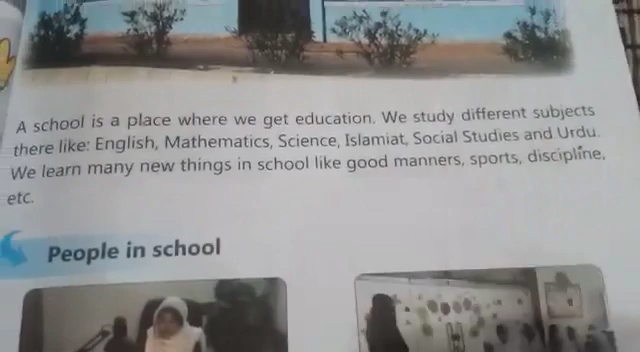 A school is a place where we get education. We study different subjects
there like: English, Mathematics, Science, Islamiat, Social Studies and Urdu.
We learn many new things in school like good manners, sports, discipline,
etc.
People in school